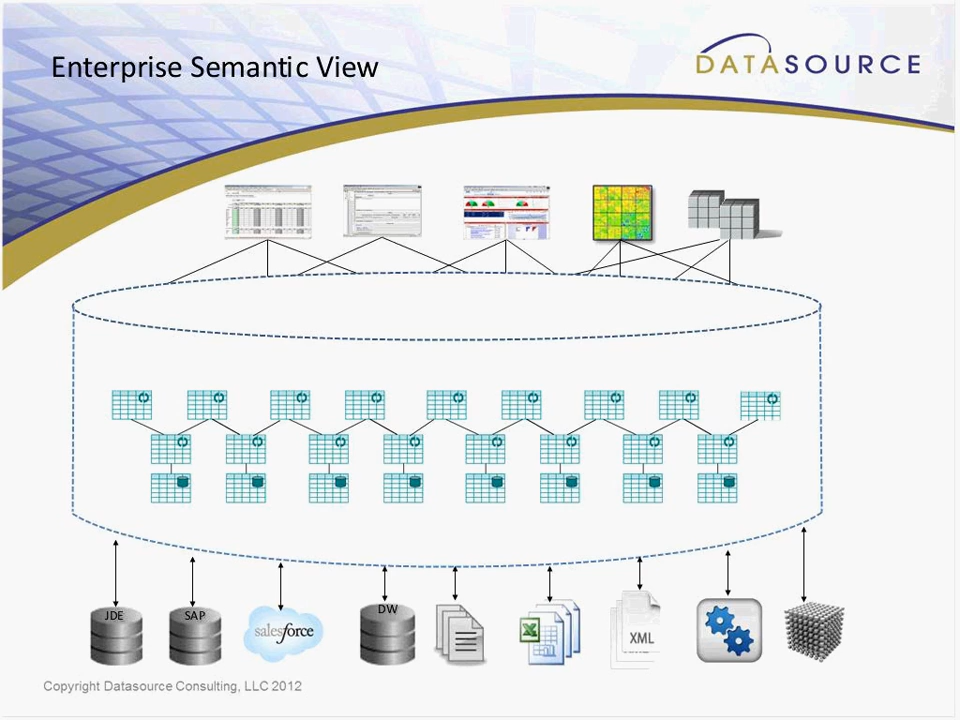 Enterprise Semantic View
DATASOURCE
JDE
SAP
salesforce
DW
XML
Copyright Datasource Consulting, LLC 2012